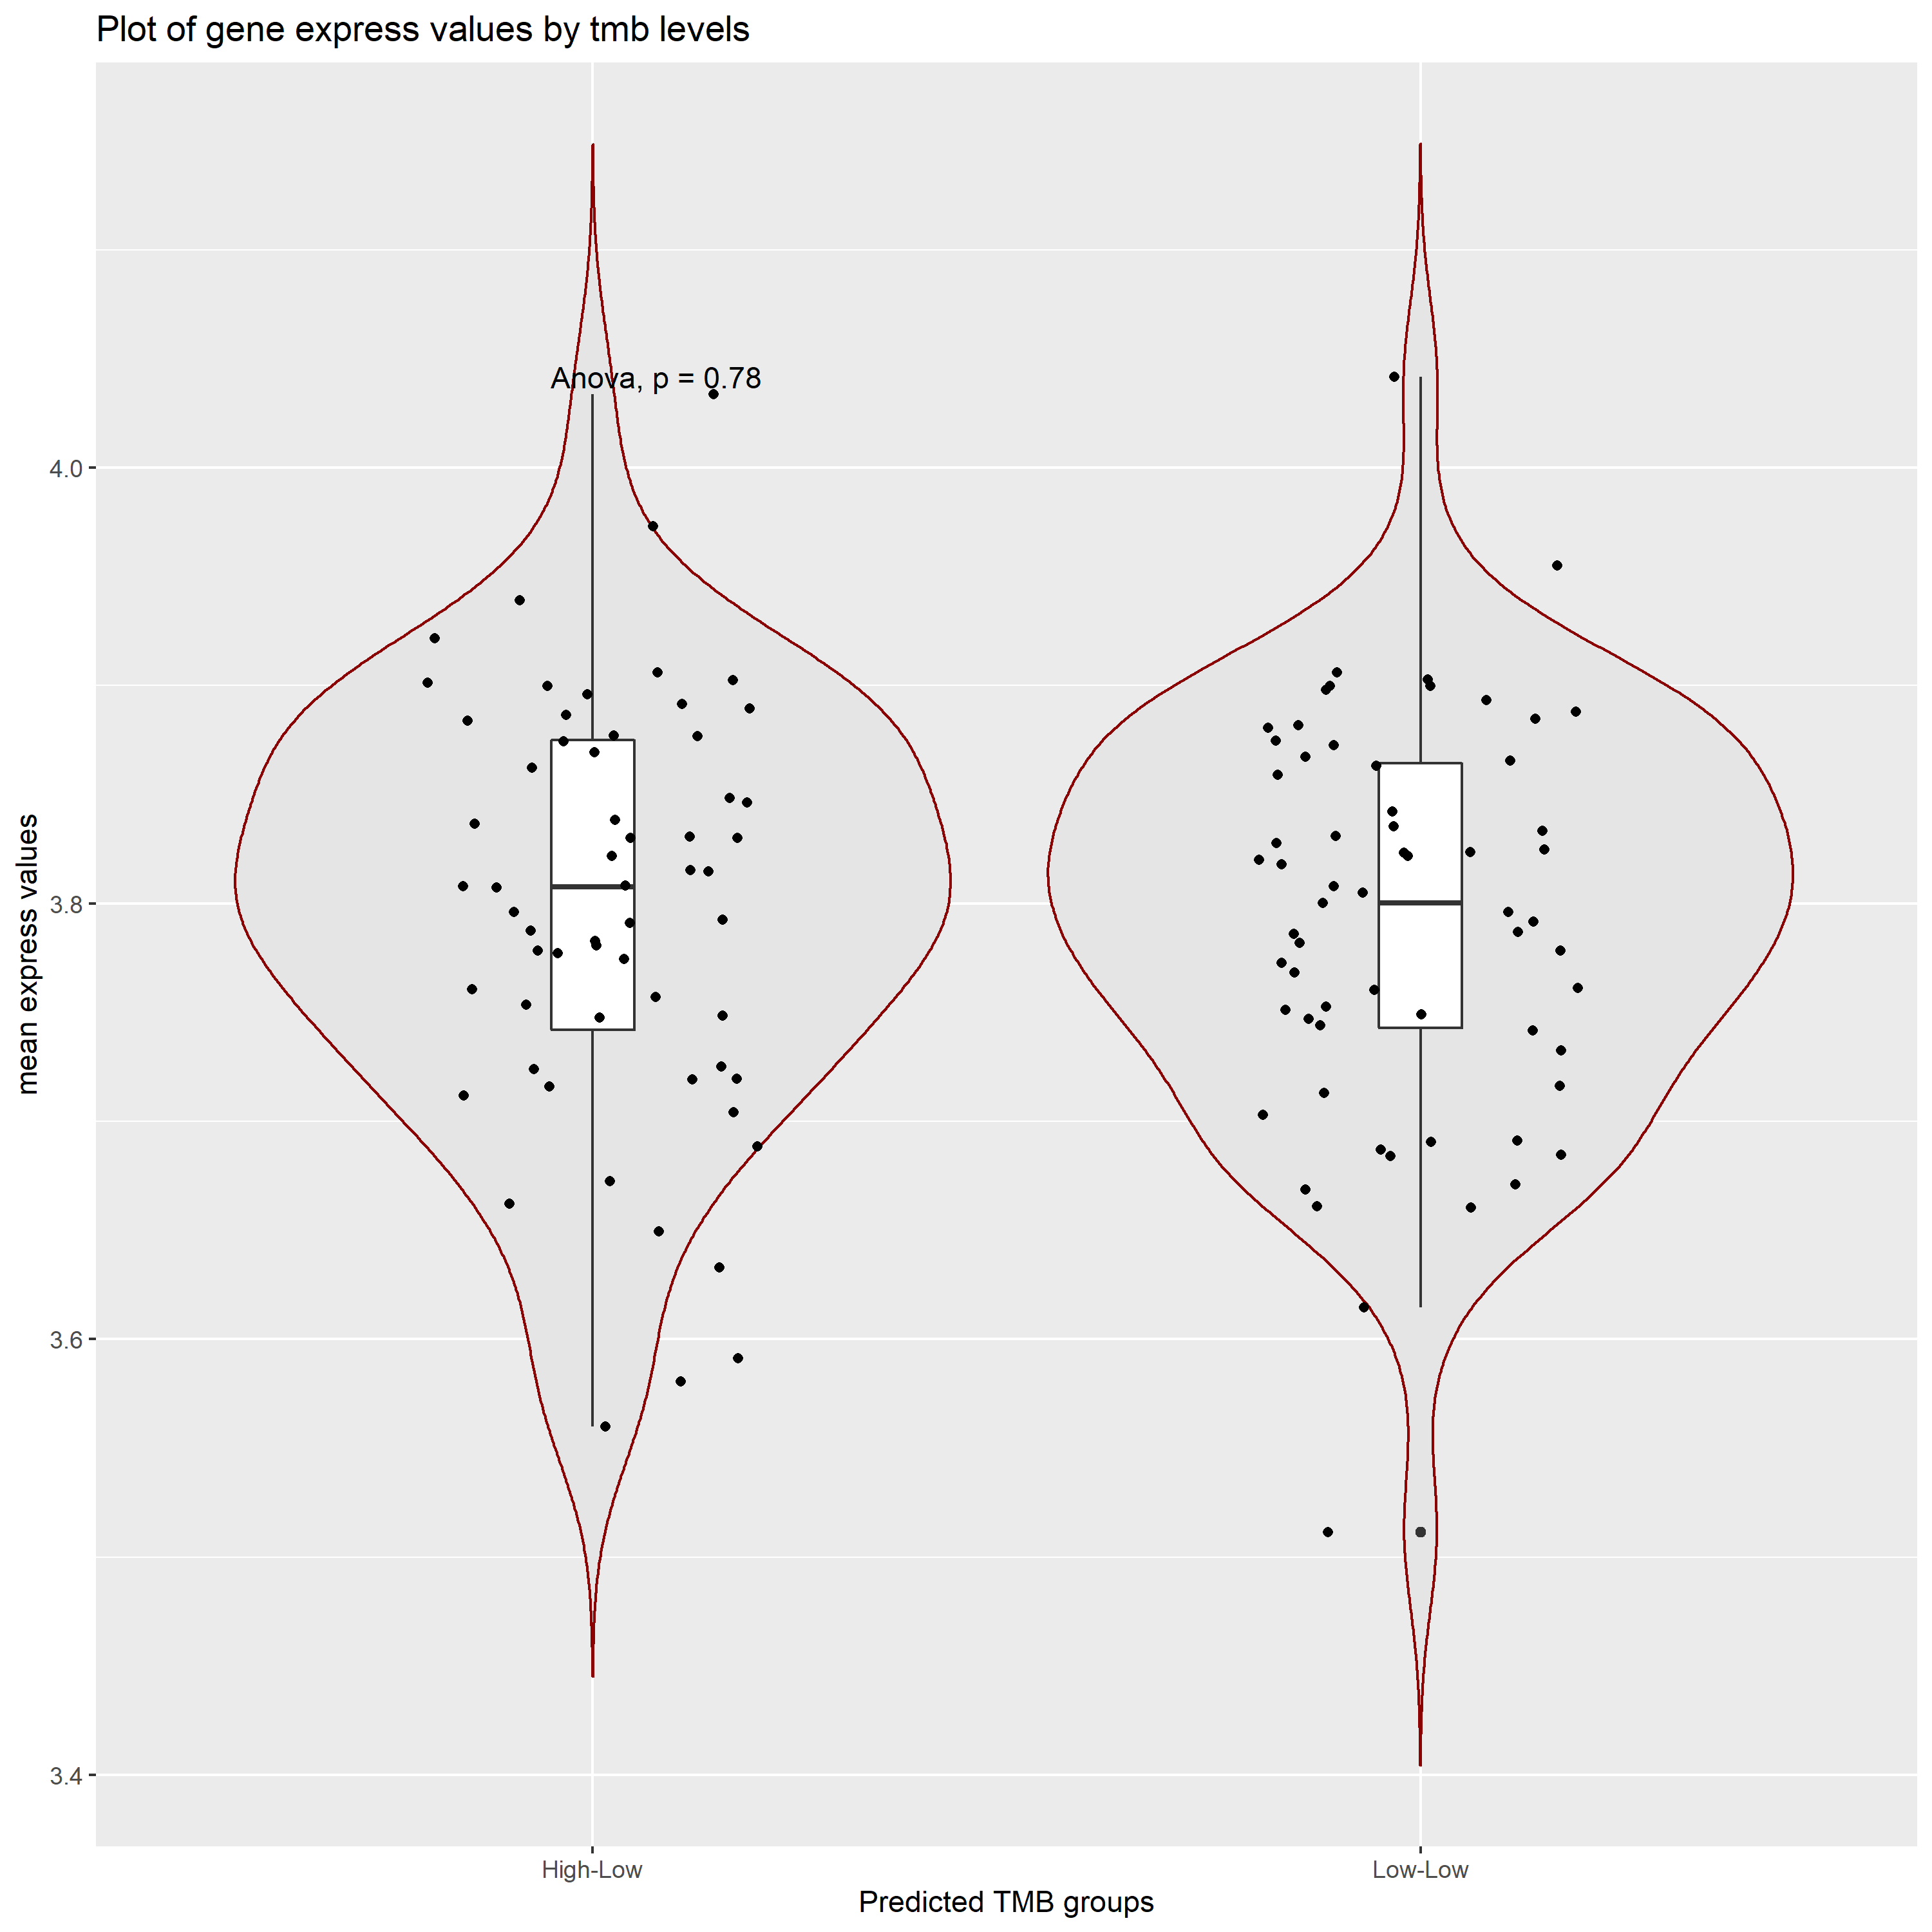 Plot of gene express values by tmb levels
Anova, p = 0.78
4.0
3.8
3.6
3.4
mean express values
High-Low
Low-Low
Predicted TMB groups